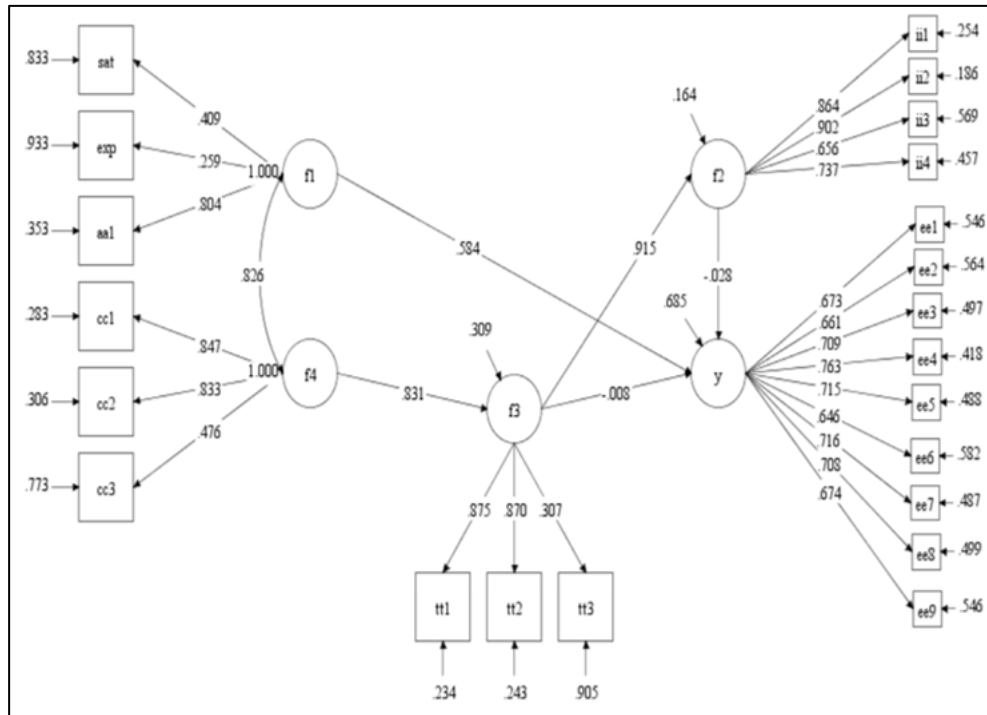 .833
sat
.409
.933
exp
.259
1.000
f1
.353
aa1
.804
.826
.584
.283
cc1
.847
1.000
f4
.306
cc2
.833
.831
.773
cc3
.476
.309
f3
.915
-.008
.875
.870
.307
tt1
tt2
tt3
.234
.243
.905
.164
f2
-.028
.685
y
.864
ii1
.254
.902
ii2
.186
.656
ii3
.569
.737
ii4
.457
.673
ee1
.546
.661
ee2
.564
.709
ee3
.497
.763
ee4
.418
.715
ee5
.488
.646
ee6
.582
.716
ee7
.487
.708
ee8
.499
.674
ee9
.546